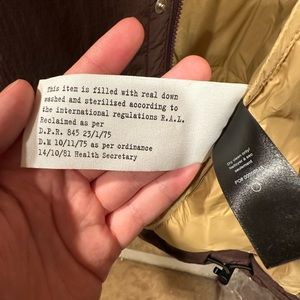 This item is filled with real down
washed and sterilised according to
the international regulations R.A.L.
Reclaimed as per
D.P.R. 845 23/1/75
D.M 10/11/75 as per ordinance
14/10/81 Health Secretary